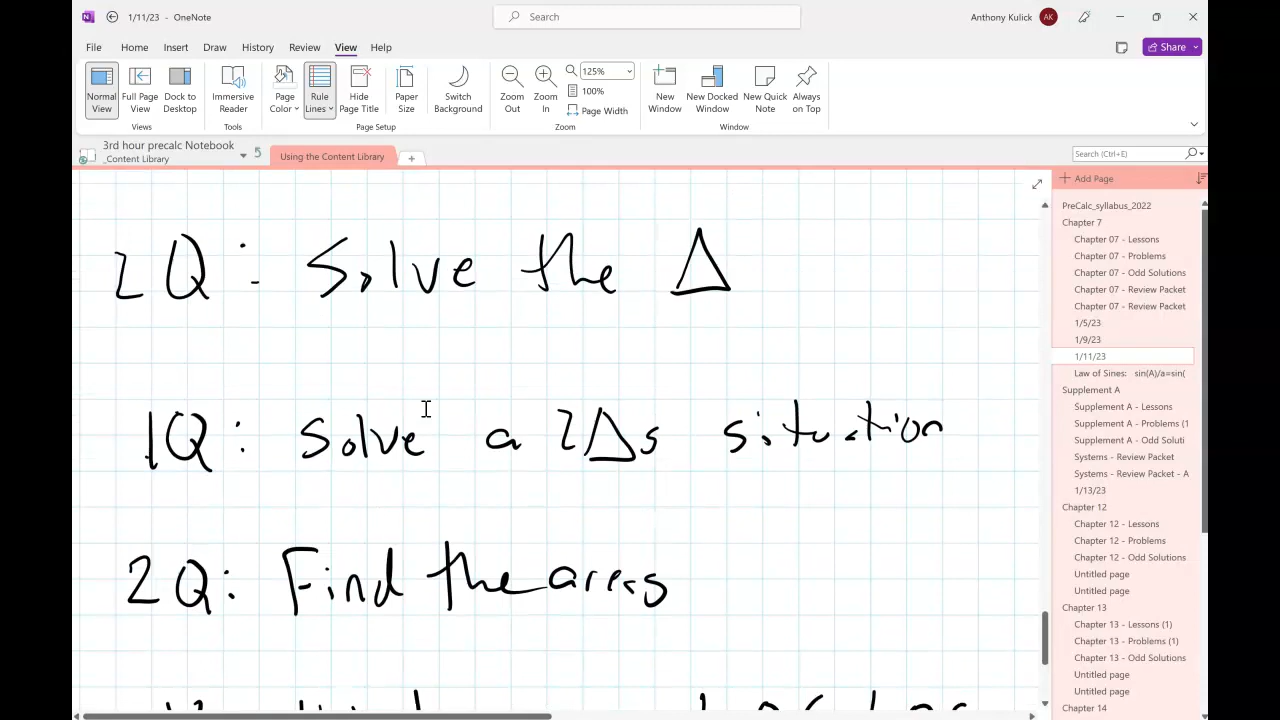 1/11/23 - OneNote
Search
Anthony Kulick AK
File Home Insert Draw History Review View Help
Share
Normal View
Full Page View
Dock to Desktop
Views
Immersive Reader
Tools
Page Color
Rule Lines
Hide Page Title
Paper Size
Page Setup
Switch Background
Zoom Out
Zoom In
125%
100%
Page Width
Zoom
New Window
New Docked Window
New Quick Note
Always on Top
Window
3rd hour precalc Notebook
_Content Library
Using the Content Library
Search (Ctrl+E)
2Q: Solve the Δ
1Q: Solve a 2Δs situation
2Q: Find the areas
Add Page
PreCalc_syllabus_2022
Chapter 7
Chapter 07 - Lessons
Chapter 07 - Problems
Chapter 07 - Odd Solutions
Chapter 07 - Review Packet
Chapter 07 - Review Packet
1/5/23
1/9/23
1/11/23
Law of Sines: sin(A)/a=sin(
Supplement A
Supplement A - Lessons
Supplement A - Problems (1
Supplement A - Odd Soluti
Systems - Review Packet
Systems - Review Packet - A
1/13/23
Chapter 12
Chapter 12 - Lessons
Chapter 12 - Problems
Chapter 12 - Odd Solutions
Untitled page
Untitled page
Chapter 13
Chapter 13 - Lessons (1)
Chapter 13 - Problems (1)
Chapter 13 - Odd Solutions
Untitled page
Untitled page
Chapter 14